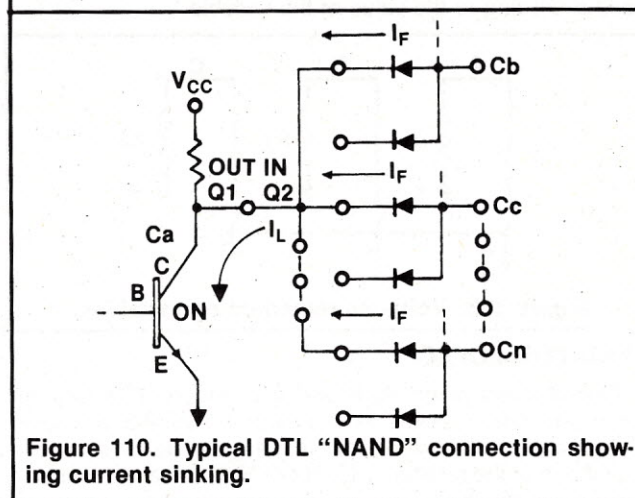 I_F
V_CC
Cb
OUT IN
Q1 Q2
I_F
Cc
Ca
I_L
C
B
ON
I_F
E
Cn
Figure 110. Typical DTL “NAND” connection show-
ing current sinking.